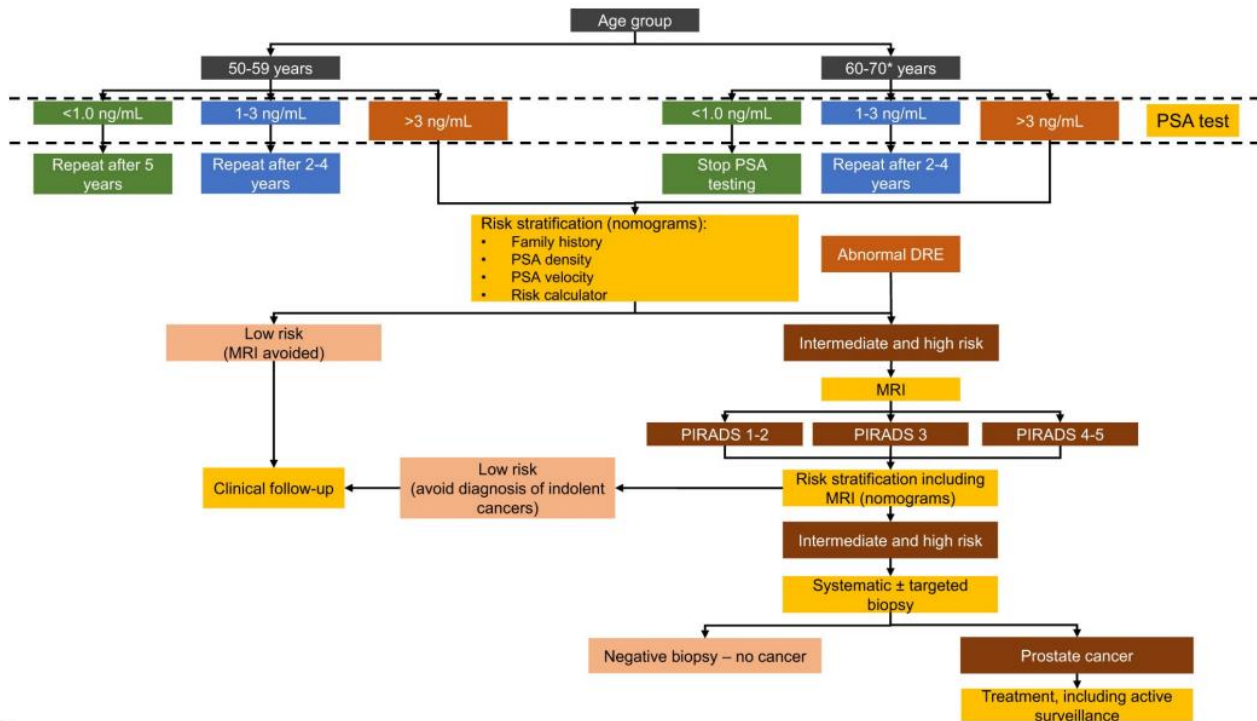 Age group
50-59 years
60-70* years
<1.0 ng/mL
1-3 ng/mL
>3 ng/mL
<1.0 ng/mL
1-3 ng/mL
>3 ng/mL
PSA test
Repeat after 5
years
Repeat after 2-4
years
Stop PSA
testing
Repeat after 2-4
years
Risk stratification (nomograms):
• Family history
• PSA density
• PSA velocity
• Risk calculator
Abnormal DRE
Low risk
(MRI avoided)
Intermediate and high risk
MRI
PIRADS 1-2
PIRADS 3
PIRADS 4-5
Clinical follow-up
Low risk
(avoid diagnosis of indolent
cancers)
Risk stratification including
MRI (nomograms)
Intermediate and high risk
Systematic ± targeted
biopsy
Negative biopsy – no cancer
Prostate cancer
Treatment, including active
surveillance